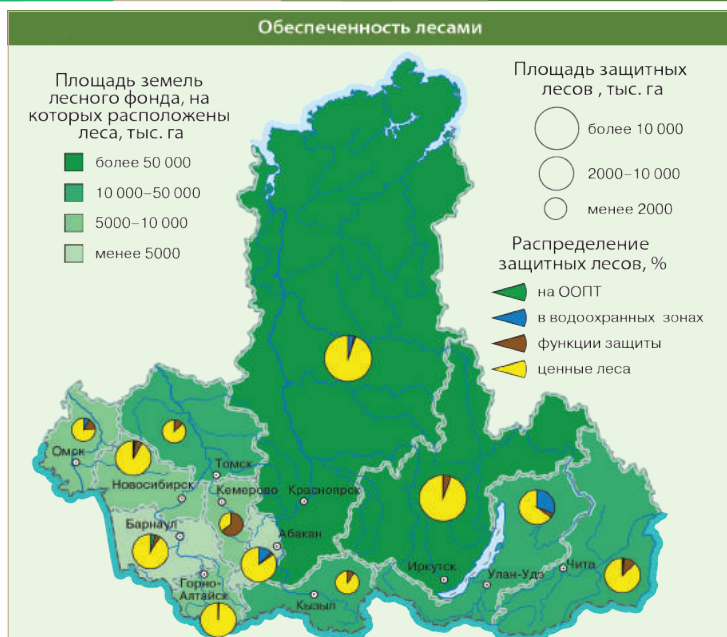 Обеспеченность лесами
Площадь земель
лесного фонда, на
которых расположены
леса, тыс. га
более 50 000
10 000–50 000
5000–10 000
менее 5000
Площадь защитных
лесов , тыс. га
более 10 000
2000–10 000
менее 2000
Распределение
защитных лесов, %
на ООПТ
в водоохранных зонах
функции защиты
ценные леса
Омск
Томск
Новосибирск
Кемерово
Красноярск
Барнаул
Абакан
Горно-
Алтайск
Кызыл
Иркутск
Улан-Удэ
Чита